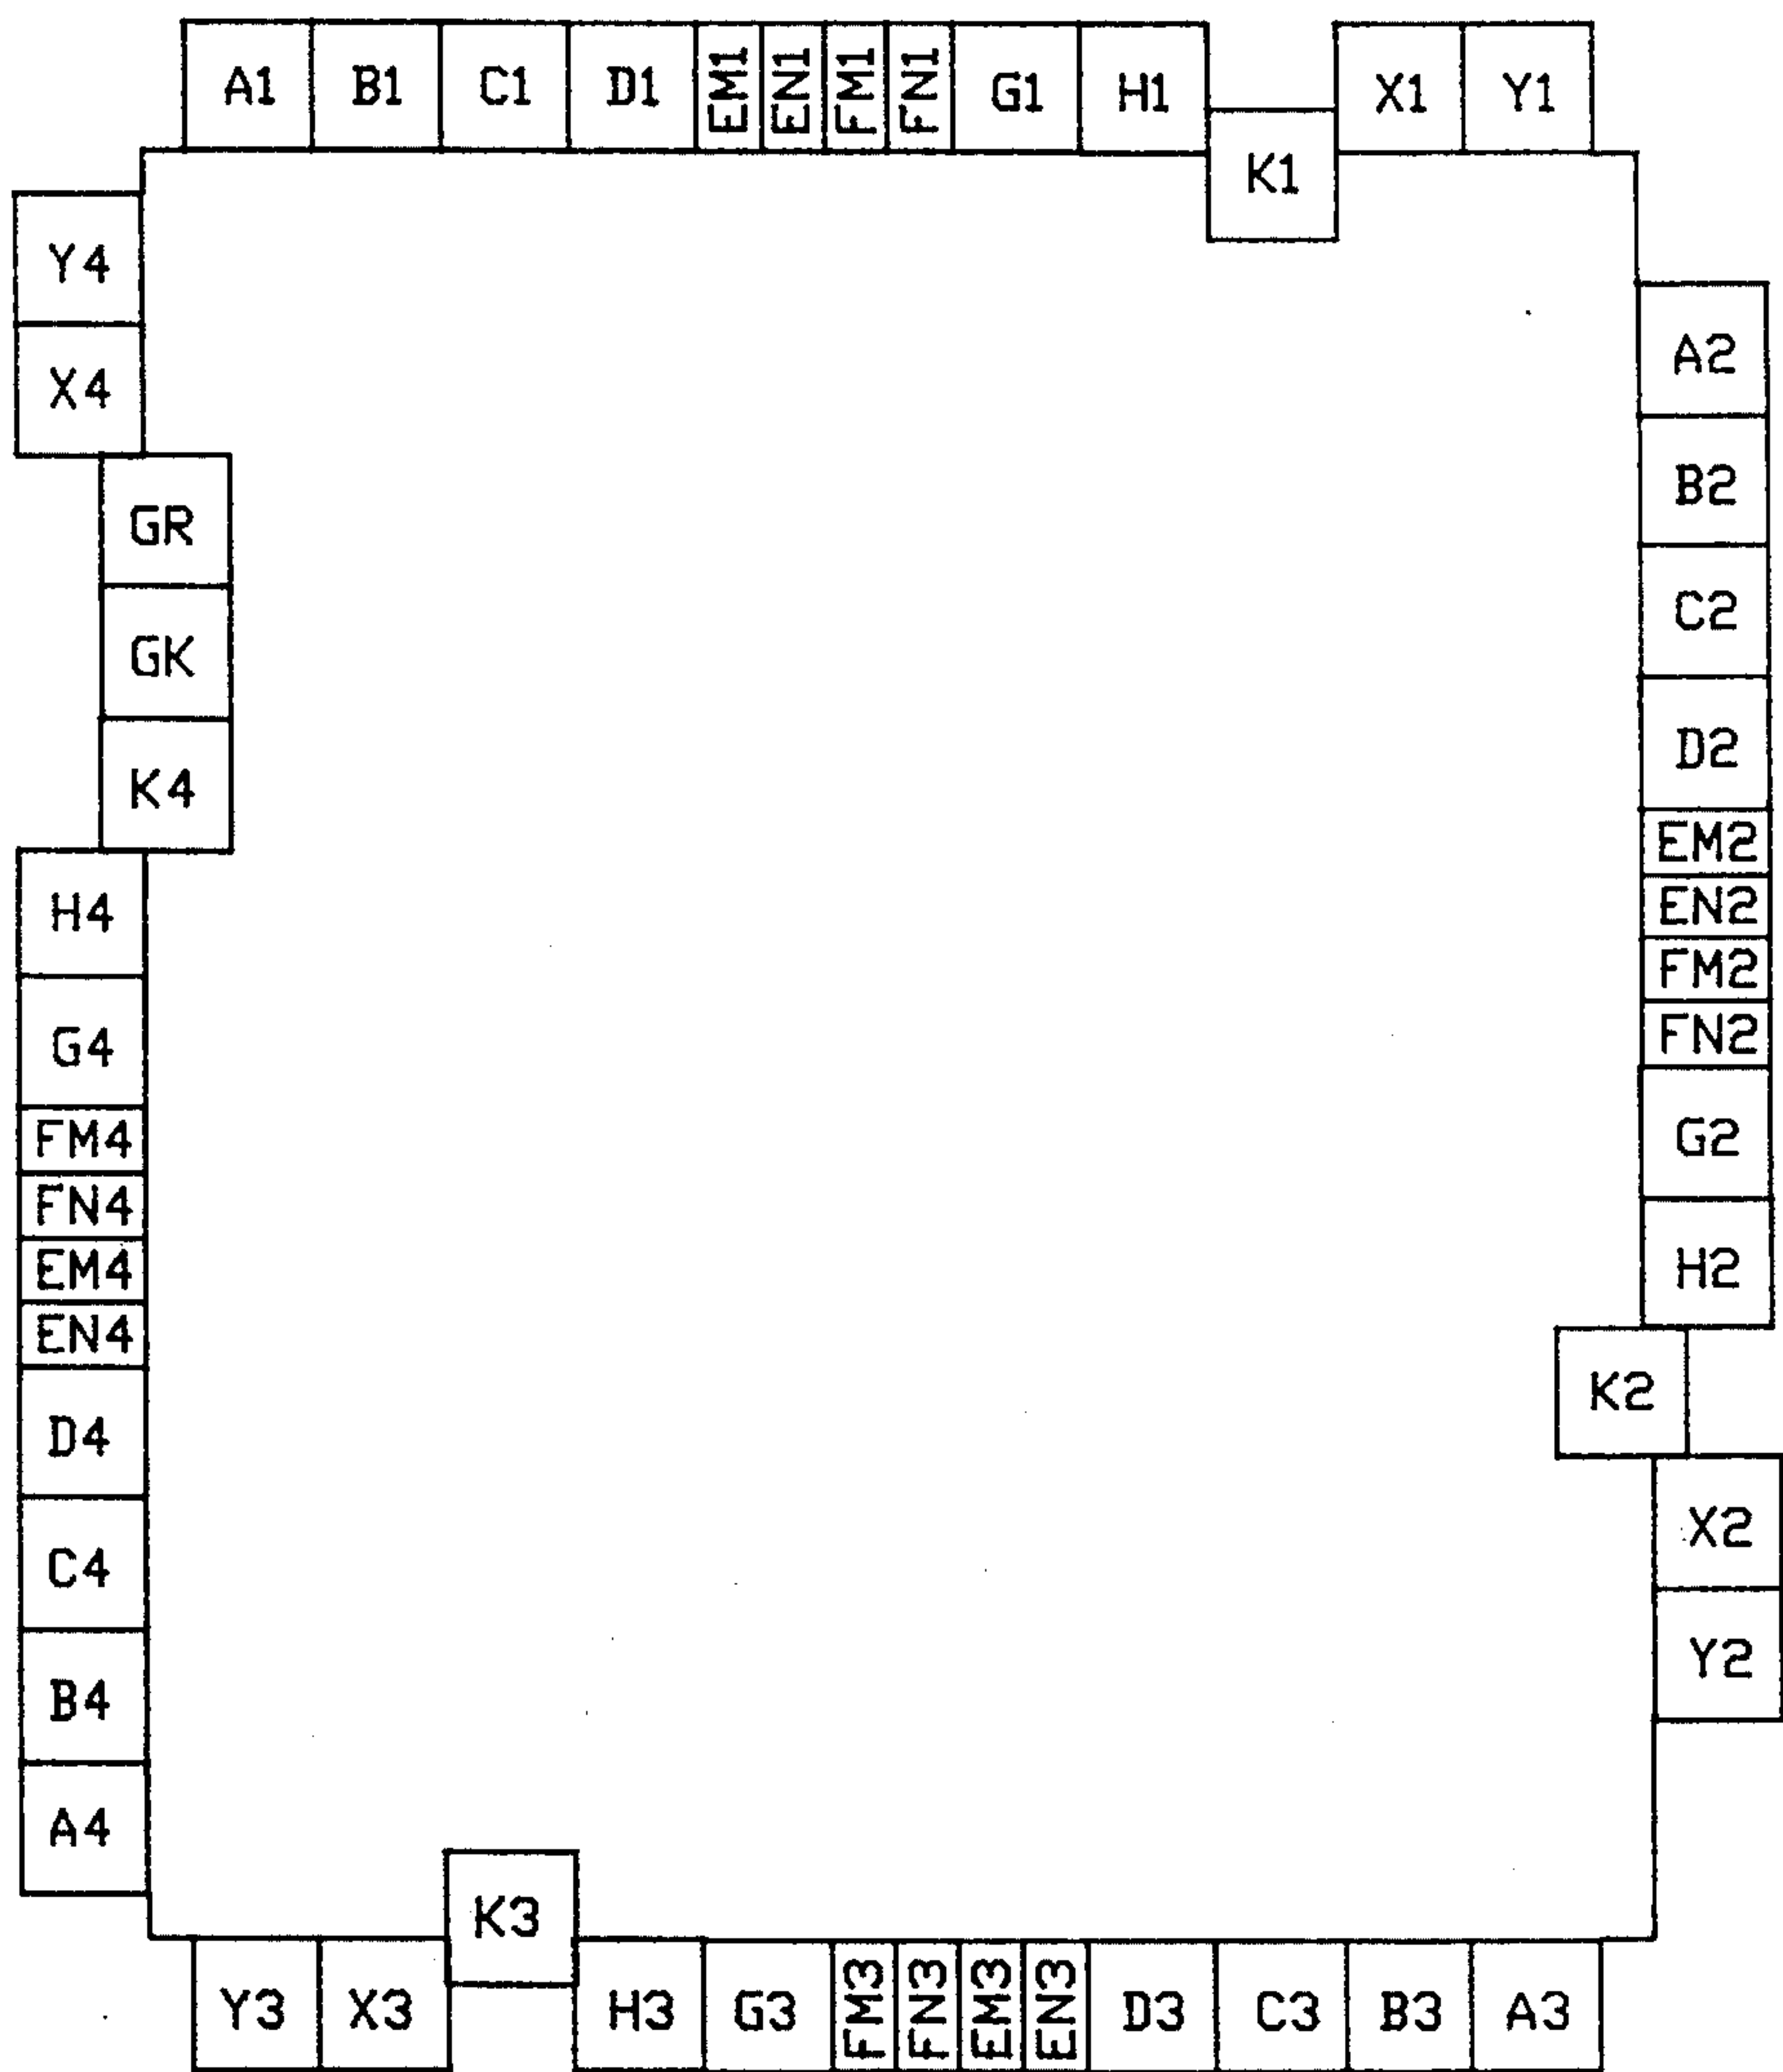 A1 B1 C1 D1 EM1 EN1 FM1 FN1 G1 H1 X1 Y1
K1
Y4
X4
GR
GK
K4
H4
G4
FM4
FN4
EM4
EN4
D4
C4
B4
A4
A2
B2
C2
D2
EM2
EN2
FM2
FN2
G2
H2
K2
X2
Y2
K3
Y3 X3 H3 G3 FM3 FN3 EM3 EN3 D3 C3 B3 A3